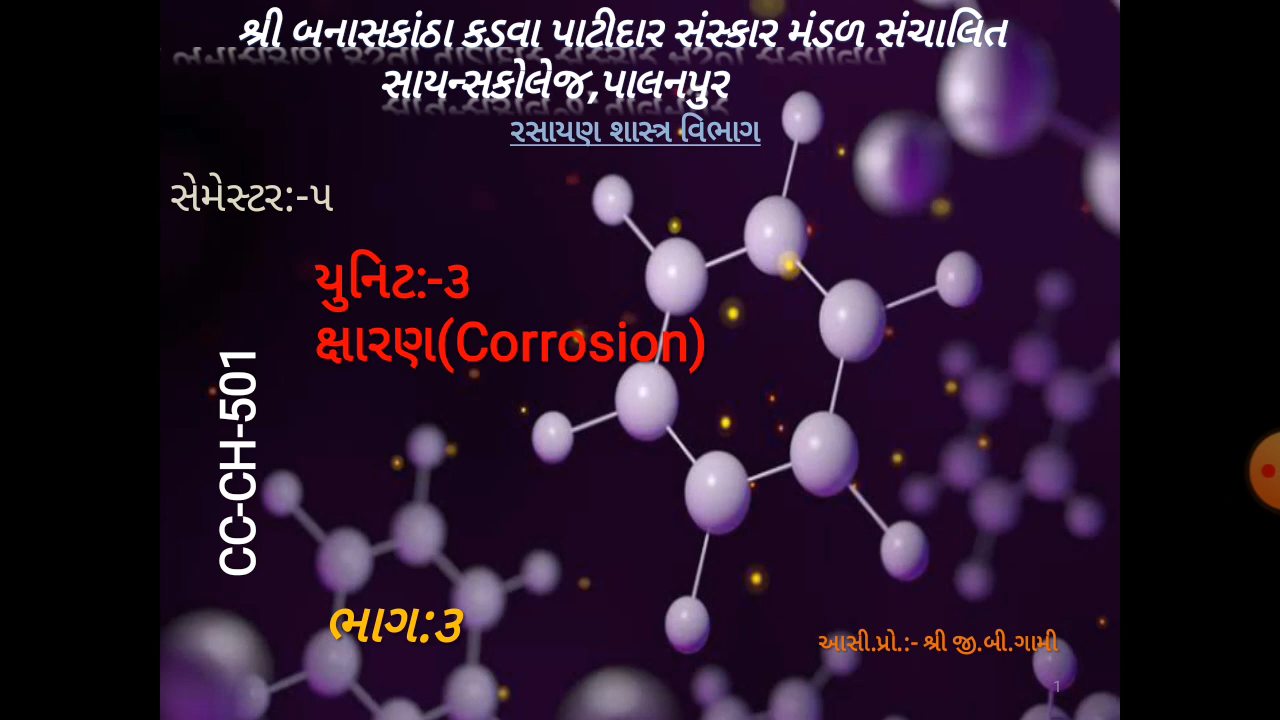 શ્રી બનાસકાંઠા કડવા પાટીદાર સંસ્કાર મંડળ સંચાલિત
સાયન્સકોલેજ,પાલનપુર
રસાયણ શાસ્ત્ર વિભાગ
સેમેસ્ટર:-૫
યુનિટ:-૩
ક્ષારણ(Corrosion)
CC-CH-501
ભાગ:૩
આસી.પ્રો.:- શ્રી જી.બી.ગામી
1